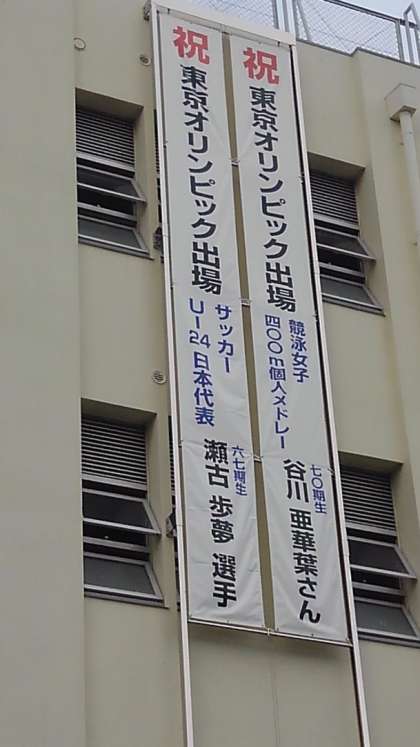 祝
東京オリンピック出場
競泳女子
四〇〇m個人メドレー
七〇期生
谷川 亜華葉さん
祝
東京オリンピック出場
サッカー
U-24 日本代表
六七期生
瀬古 歩夢 選手